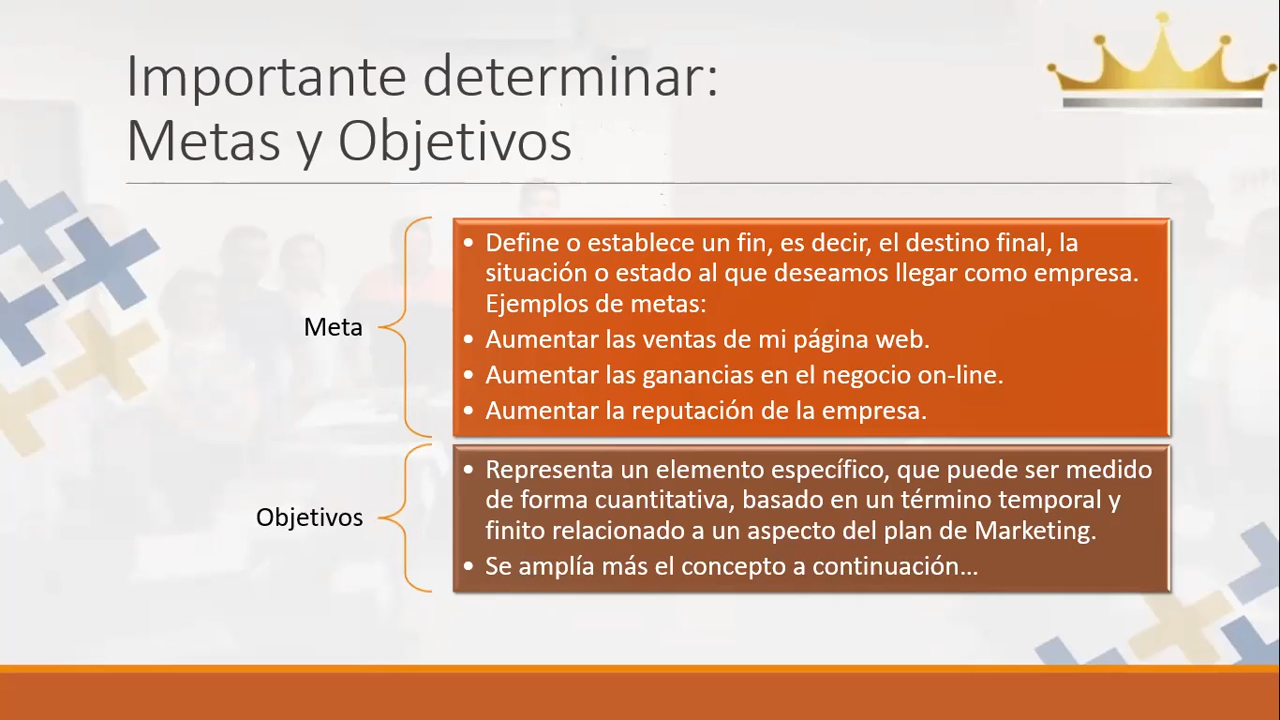 Importante determinar:
Metas y Objetivos
Meta
• Define o establece un fin, es decir, el destino final, la
situación o estado al que deseamos llegar como empresa.
Ejemplos de metas:
• Aumentar las ventas de mi página web.
• Aumentar las ganancias en el negocio on-line.
• Aumentar la reputación de la empresa.
Objetivos
• Representa un elemento específico, que puede ser medido
de forma cuantitativa, basado en un término temporal y
finito relacionado a un aspecto del plan de Marketing.
• Se amplía más el concepto a continuación…